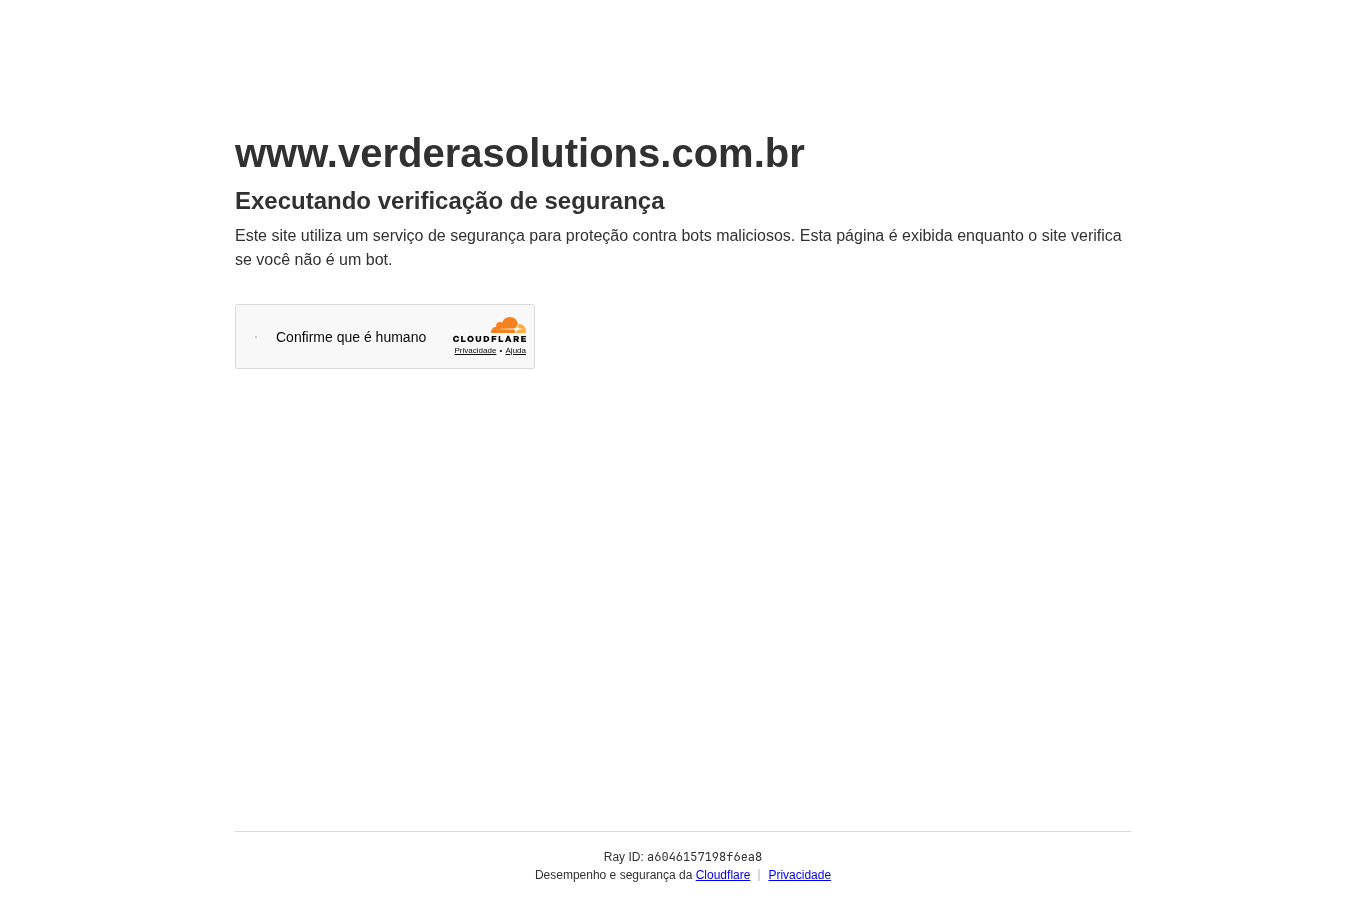 www.verderasolutions.com.br
Executando verificação de segurança
Este site utiliza um serviço de segurança para proteção contra bots maliciosos. Esta página é exibida enquanto o site verifica
se você não é um bot.
Confirme que é humano
CLOUDFLARE
Privacidade • Ajuda
Ray ID: a6046157198f6ea8
Desempenho e segurança da Cloudflare | Privacidade